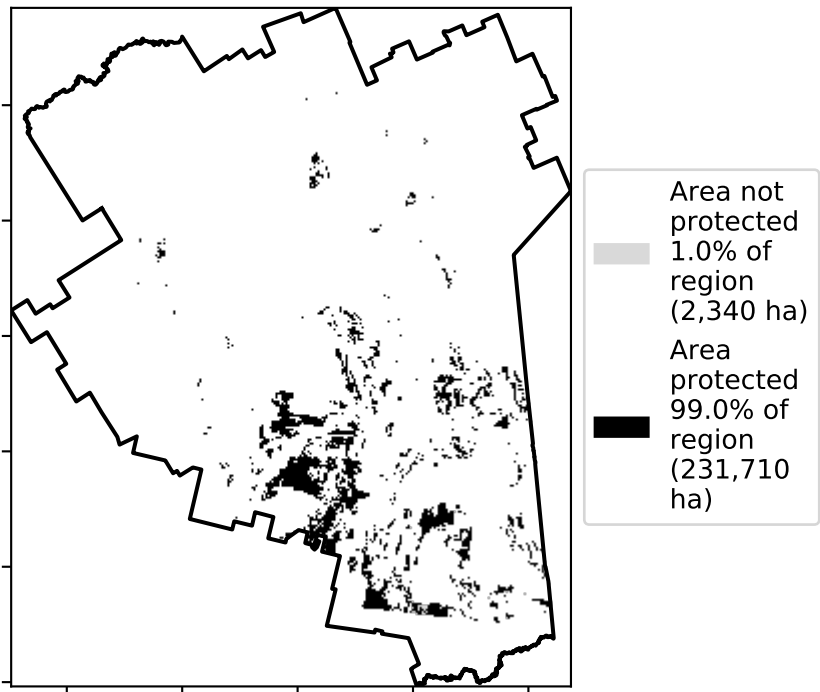 Area not
protected
1.0% of
region
(2,340 ha)
Area
protected
99.0% of
region
(231,710
ha)